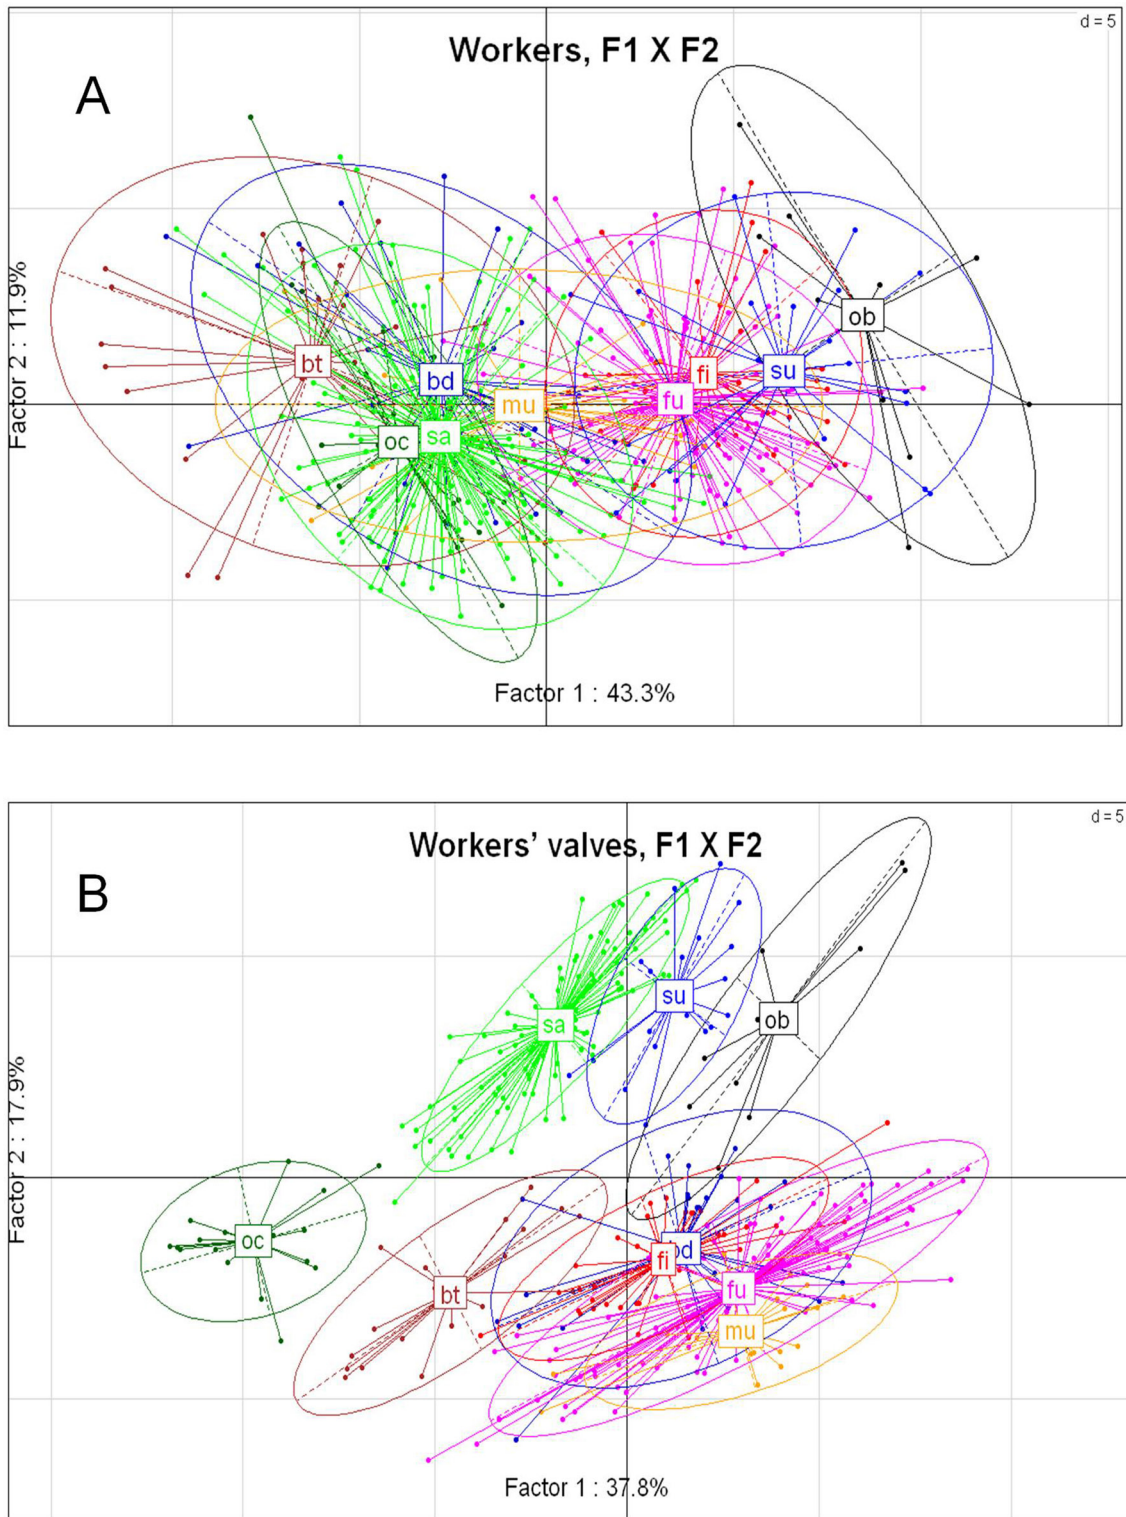 d = 5
Workers, F1 X F2
A
ob
bt
fi
su
bd
fu
mu
oc
sa
Factor 2 : 11.9%
Factor 1 : 43.3%
d = 5
Workers’ valves, F1 X F2
B
su
ob
sa
oc
bd
fi
bt
fu
mu
Factor 2 : 17.9%
Factor 1 : 37.8%